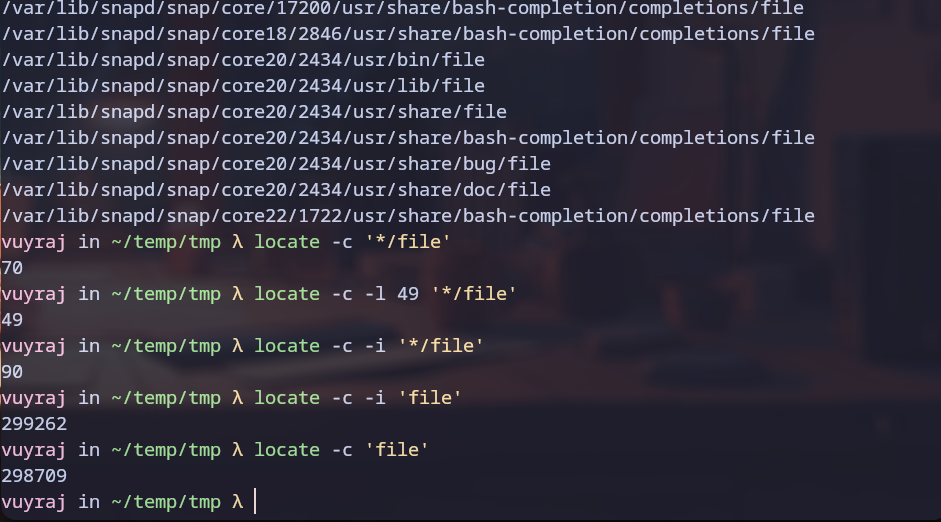 /var/lib/snapd/snap/core/17200/usr/share/bash-completion/completions/file
/var/lib/snapd/snap/core18/2846/usr/share/bash-completion/completions/file
/var/lib/snapd/snap/core20/2434/usr/bin/file
/var/lib/snapd/snap/core20/2434/usr/lib/file
/var/lib/snapd/snap/core20/2434/usr/share/file
/var/lib/snapd/snap/core20/2434/usr/share/bash-completion/completions/file
/var/lib/snapd/snap/core20/2434/usr/share/bug/file
/var/lib/snapd/snap/core20/2434/usr/share/doc/file
/var/lib/snapd/snap/core22/1722/usr/share/bash-completion/completions/file
vuyraj in ~/temp/tmp λ locate -c '*/file'
70
vuyraj in ~/temp/tmp λ locate -c -l 49 '*/file'
49
vuyraj in ~/temp/tmp λ locate -c -i '*/file'
90
vuyraj in ~/temp/tmp λ locate -c -i 'file'
299262
vuyraj in ~/temp/tmp λ locate -c 'file'
298709
vuyraj in ~/temp/tmp λ